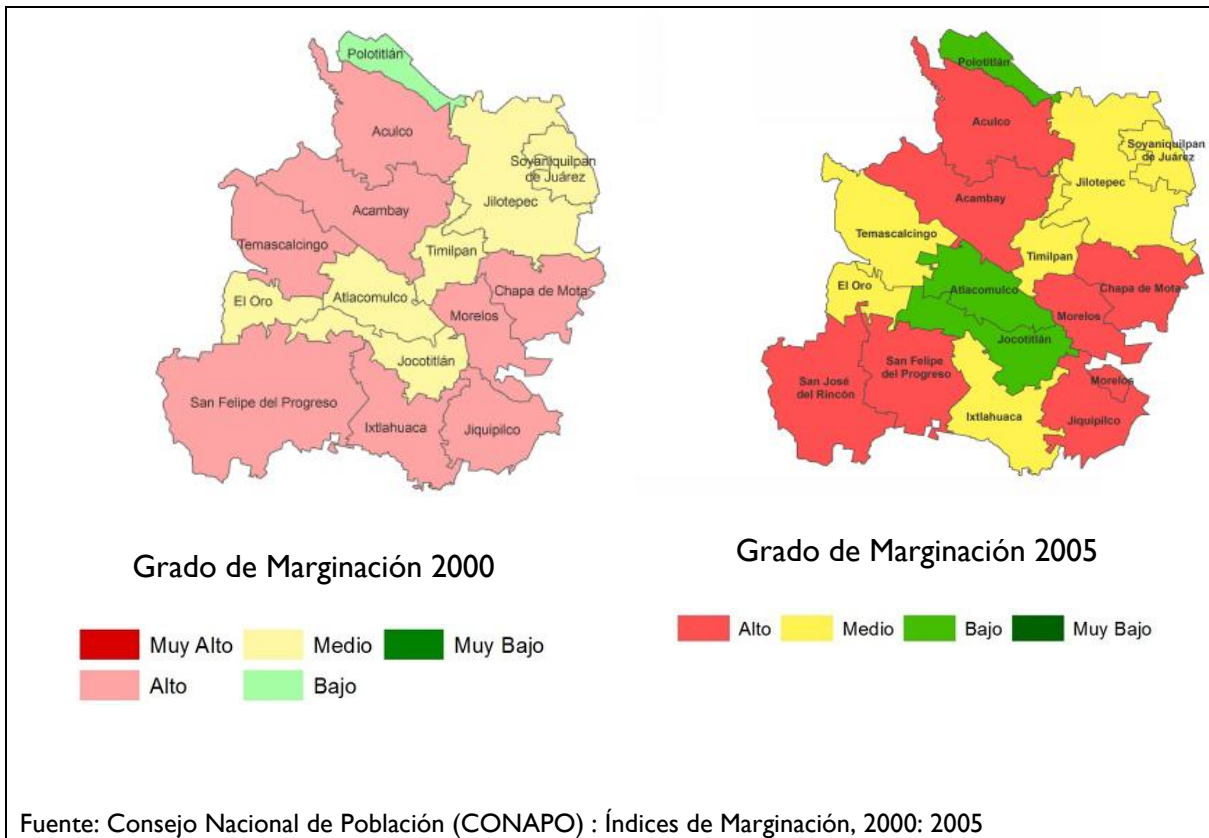 Polotitlán
Aculco
Soyaniquilpan
de Juárez
Acambay
Jilotepec
Temascalcingo
Timilpan
El Oro
Atlacomulco
Chapa de Mota
Morelos
Jocotitlán
San Felipe del Progreso
Ixtlahuaca
Jiquipilco
Grado de Marginación 2000
Muy Alto
Medio
Muy Bajo
Alto
Bajo
Polotitlán
Aculco
Soyaniquilpan
de Juárez
Jilotepec
Acambay
Temascalcingo
Timilpan
El Oro
Atlacomulco
Chapa de Mota
Morelos
Jocotitlán
San Felipe
del Progreso
San José
del Rincón
Morelos
Ixtlahuaca
Jiquipilco
Grado de Marginación 2005
Alto
Medio
Bajo
Muy Bajo
Fuente: Consejo Nacional de Población (CONAPO) : Índices de Marginación, 2000: 2005